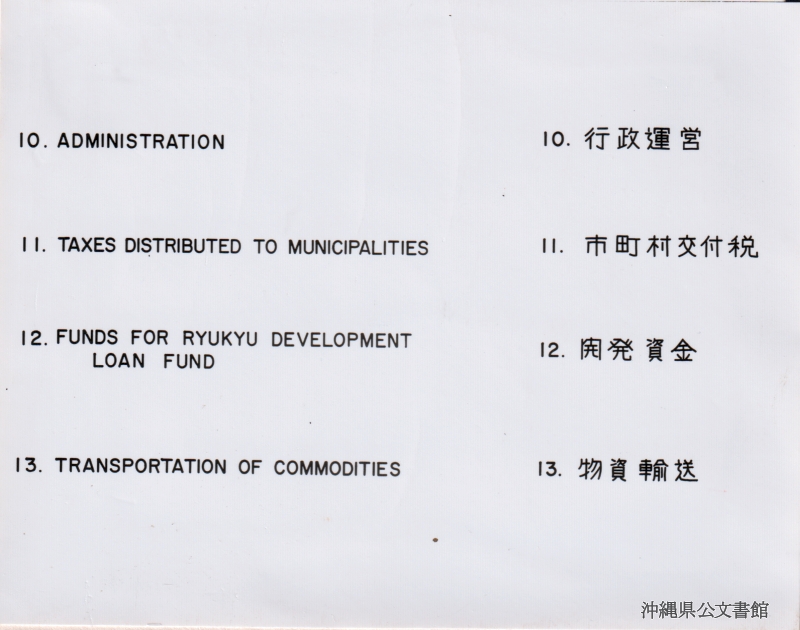 10. ADMINISTRATION 10. 行政運営
11. TAXES DISTRIBUTED TO MUNICIPALITIES 11. 市町村交付税
12. FUNDS FOR RYUKYU DEVELOPMENT
LOAN FUND 12. 開発資金
13. TRANSPORTATION OF COMMODITIES 13. 物資輸送
沖縄県公文書館